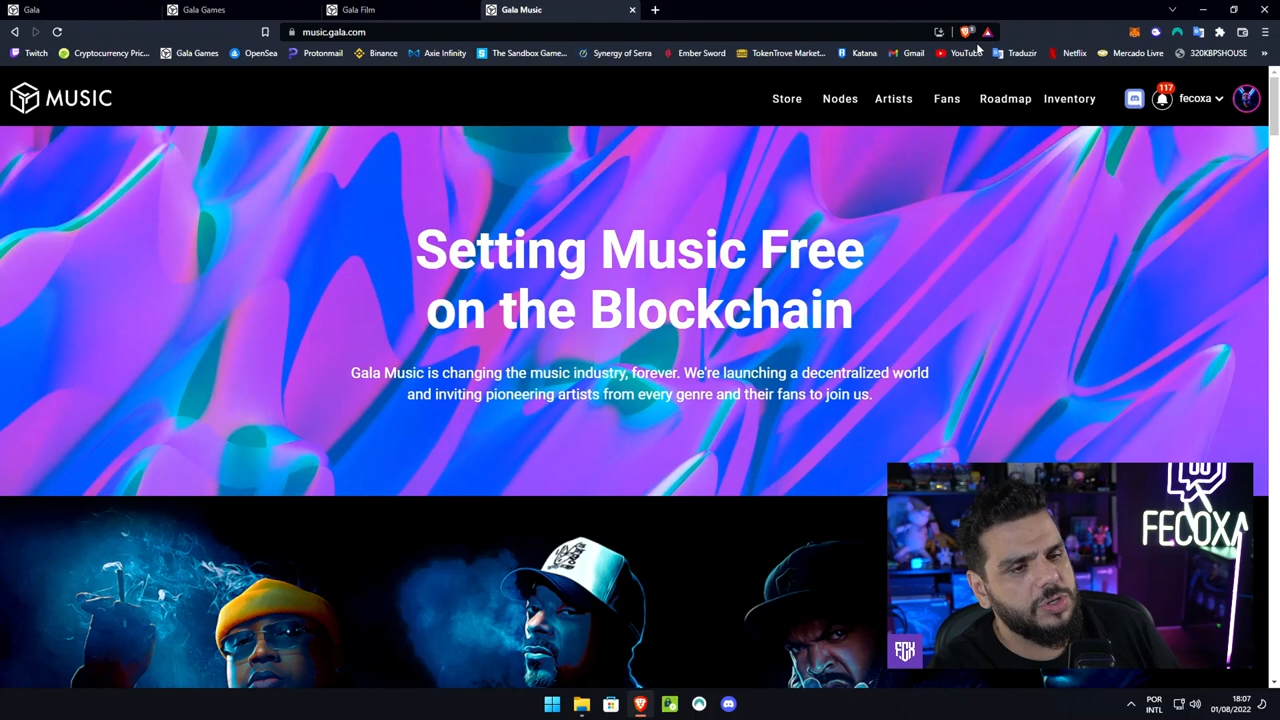 Gala
Gala Games
Gala Film
Gala Music
music.gala.com
Twitch
Cryptocurrency Pric...
Gala Games
OpenSea
Protonmail
Binance
Axie Infinity
The Sandbox Game...
Synergy of Serra
Ember Sword
TokenTrove Market...
Katana
Gmail
YouTube
Traduzir
Netflix
Mercado Livre
320KBPSHOUSE
MUSIC
Store
Nodes
Artists
Fans
Roadmap
Inventory
117
fecoxa
Setting Music Free
on the Blockchain
Gala Music is changing the music industry, forever. We're launching a decentralized world
and inviting pioneering artists from every genre and their fans to join us.
FECOXA
FCX
POR
INTL
18:07
01/08/2022